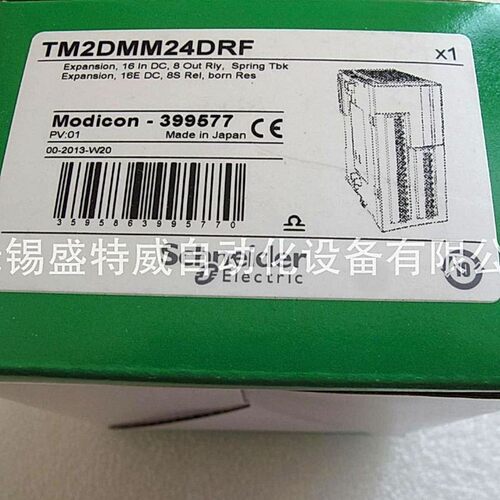 TM2DMM24DRF
x1
Expansion, 16 In DC, 8 Out Rly, Spring Tbk
Expansion, 16E DC, 8S Rel, born Res
Modicon - 399577
PV:01
Made in Japan
CE
00-2013-W20
3595863995770
锡盛特威自动化设备有限公
Schneider
Electric
10